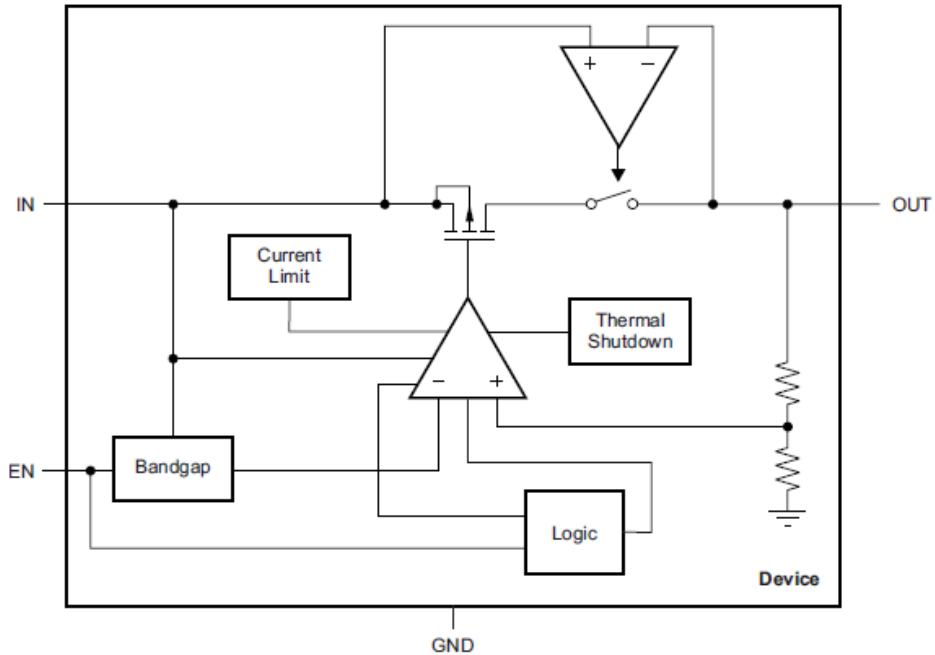 + −
IN
OUT
Current
Limit
Thermal
Shutdown
− +
EN
Bandgap
Logic
Device
GND